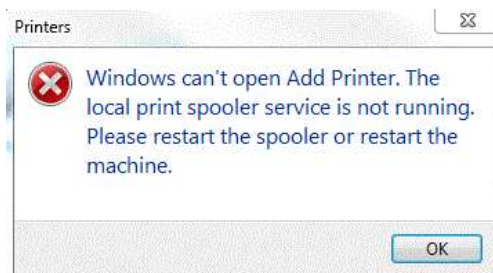 Printers
Windows can't open Add Printer. The
local print spooler service is not running.
Please restart the spooler or restart the
machine.
OK